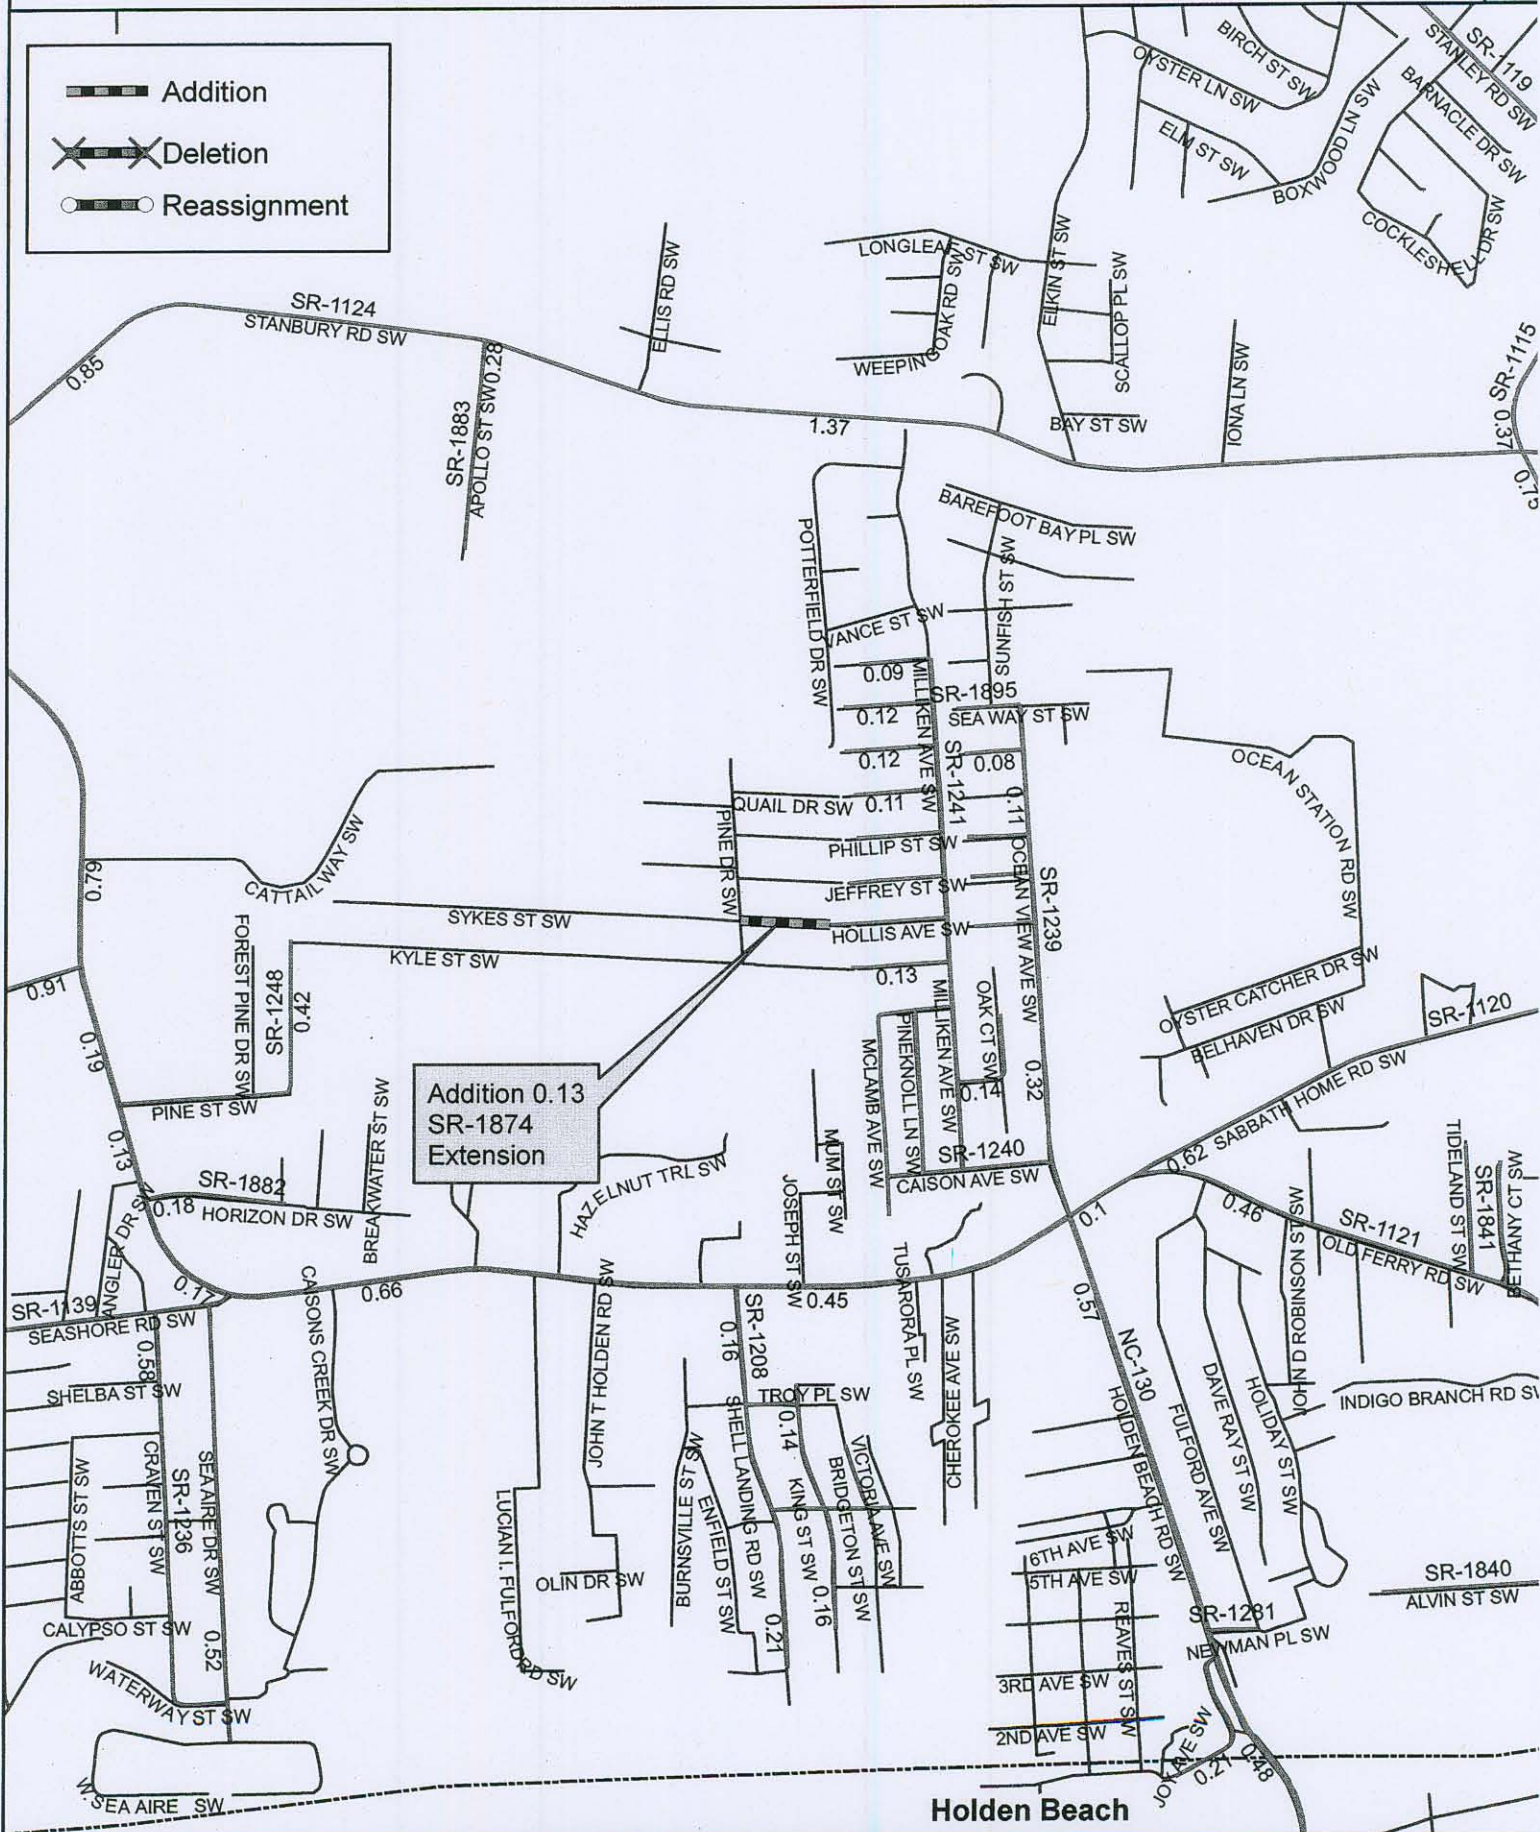 Addition
Deletion
Reassignment
BIRCH ST SW
OYSTER LN SW
ELM ST SW
BOXWOOD LN SW
SR-1119
STANLEY RD SW
BARNACLE DR SW
COCKLESHELL DR SW
LONGLEAF ST SW
ELLIS RD SW
ELKIN ST SW
SCALLOP PL SW
SR-1124
STANBURY RD SW
0.85
SR-1883
APOLLO ST SW
0.28
WEEPING OAK RD SW
1.37
BAY ST SW
IONA LN SW
SR-1115
0.37
0.75
BAREFOOT BAY PL SW
POTTERFIELD DR SW
VANCE ST SW
SUNFISH ST SW
0.09
MILLIKEN AVE SW
SR-1895
SEA WAY ST SW
0.12
0.12
SR-1241
0.08
0.11
QUAIL DR SW
0.11
PINE DR SW
PHILLIP ST SW
JEFFREY ST SW
OCEAN VIEW AVE SW
SR-1239
OCEAN STATION RD SW
0.79
CATTAIL WAY SW
SYKES ST SW
HOLLIS AVE SW
KYLE ST SW
0.13
FOREST PINE DR SW
SR-1248
0.42
0.91
0.19
PINE ST SW
0.13
MCLAMB AVE SW
PINEKNOLL LN SW
MILLIKEN AVE SW
OAK CT SW
0.14
0.32
OYSTER CATCHER DR SW
BELHAVEN DR SW
SR-1120
SABBATH HOME RD SW
0.62
Addition 0.13
SR-1874
Extension
BREAKWATER ST SW
SR-1882
0.18
HORIZON DR SW
ANGLER DR SW
HAZELNUT TRL SW
MUM ST SW
JOSEPH ST SW
SR-1240
CAISON AVE SW
0.1
0.46
SR-1121
OLD FERRY RD SW
TIDELAND ST SW
SR-1841
BETHANY CT SW
JOHN D ROBINSON ST SW
SR-1139
SEASHORE RD SW
0.17
0.66
0.45
TUSARORA PL SW
CHEROKEE AVE SW
0.57
NC-130
HOLDEN BEACH RD SW
FULFORD AVE SW
DAVE RAY ST SW
HOLIDAY ST SW
INDIGO BRANCH RD SW
0.58
SHELBA ST SW
CRAVEN ST SW
SR-1236
SEA AIRE DR SW
0.52
ABBOTTS ST SW
CALYPSO ST SW
WATERWAY ST SW
W. SEA AIRE SW
CAISONS CREEK DR SW
JOHN T HOLDEN RD SW
LUCIAN I. FULFORD RD SW
OLIN DR SW
SR-1208
0.16
TROY PL SW
0.14
SHELL LANDING RD SW
BURNSVILLE ST SW
ENFIELD ST SW
KING ST SW
0.16
0.21
BRIDGETON ST SW
VICTORIA AVE SW
6TH AVE SW
5TH AVE SW
REAVES ST SW
3RD AVE SW
2ND AVE SW
SR-1281
NEWMAN PL SW
SR-1840
ALVIN ST SW
JOY AVE SW
0.21
0.48
Holden Beach